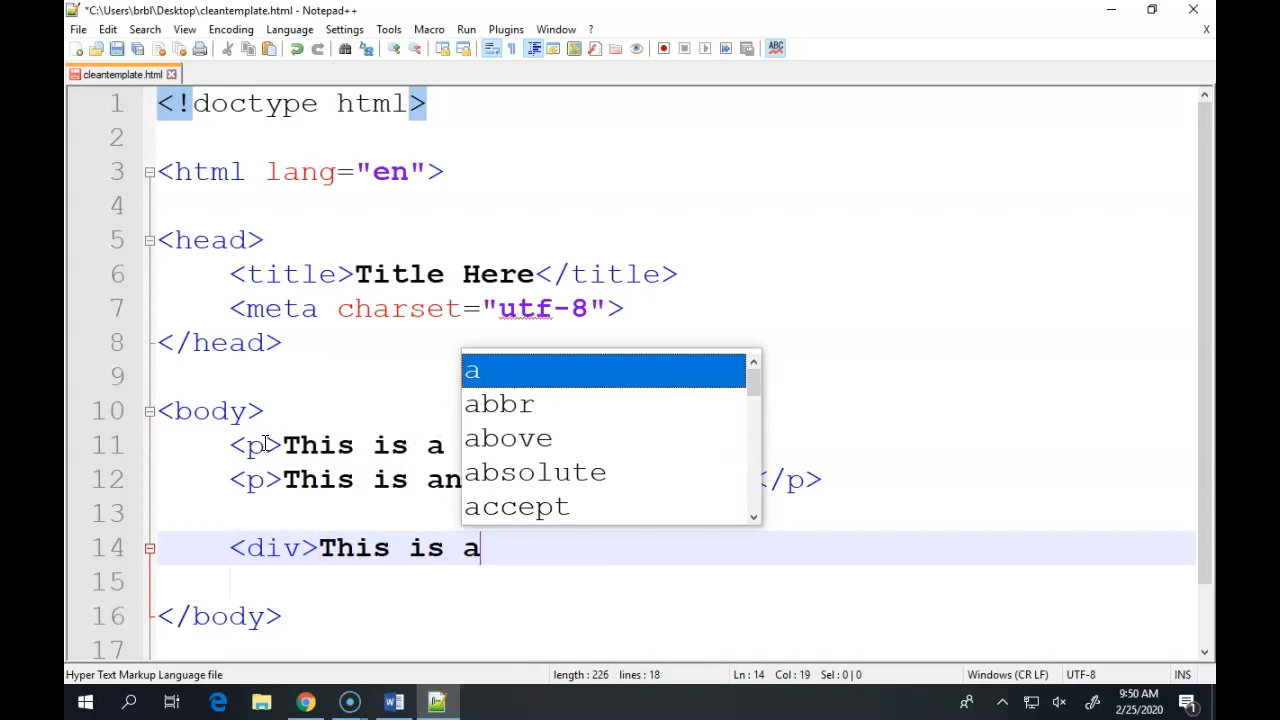 *C:\Users\brbl\Desktop\cleantemplate.html - Notepad++
File Edit Search View Encoding Language Settings Tools Macro Run Plugins Window ? X
ABC
cleantemplate.html
1 <!doctype html>
2
3 <html lang="en">
4
5 <head>
6 <title>Title Here</title>
7 <meta charset="utf-8">
8 </head>
9
10 <body>
11 <p>This is a
12 <p>This is an </p>
13
14 <div>This is a
15
16 </body>
17
a
abbr
above
absolute
accept
Hyper Text Markup Language file length : 226 lines : 18 Ln : 14 Col : 19 Sel : 0 | 0 Windows (CR LF) UTF-8 INS
9:50 AM
2/25/2020
1